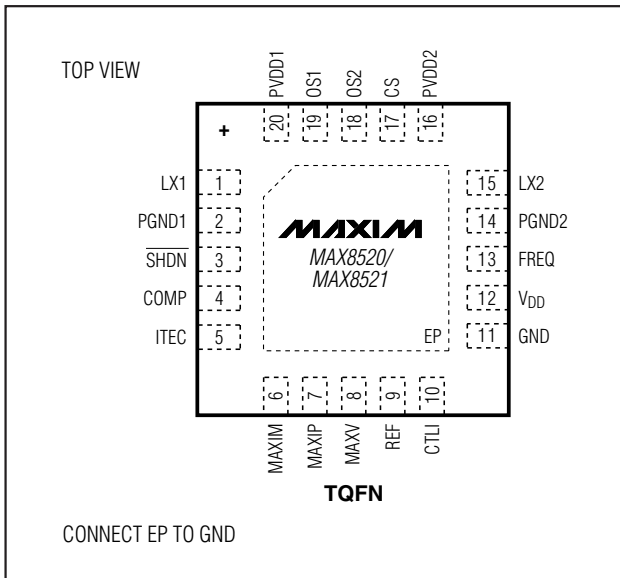 TOP VIEW
PVDD1
OS1
OS2
CS
PVDD2
20
19
18
17
16
+
LX1 1
PGND1 2
SHDN 3
COMP 4
ITEC 5
15 LX2
14 PGND2
13 FREQ
12 VDD
11 GND
MAXIM
MAX8520/
MAX8521
EP
6
7
8
9
10
MAXIM
MAXIP
MAXV
REF
CTLI
TQFN
CONNECT EP TO GND